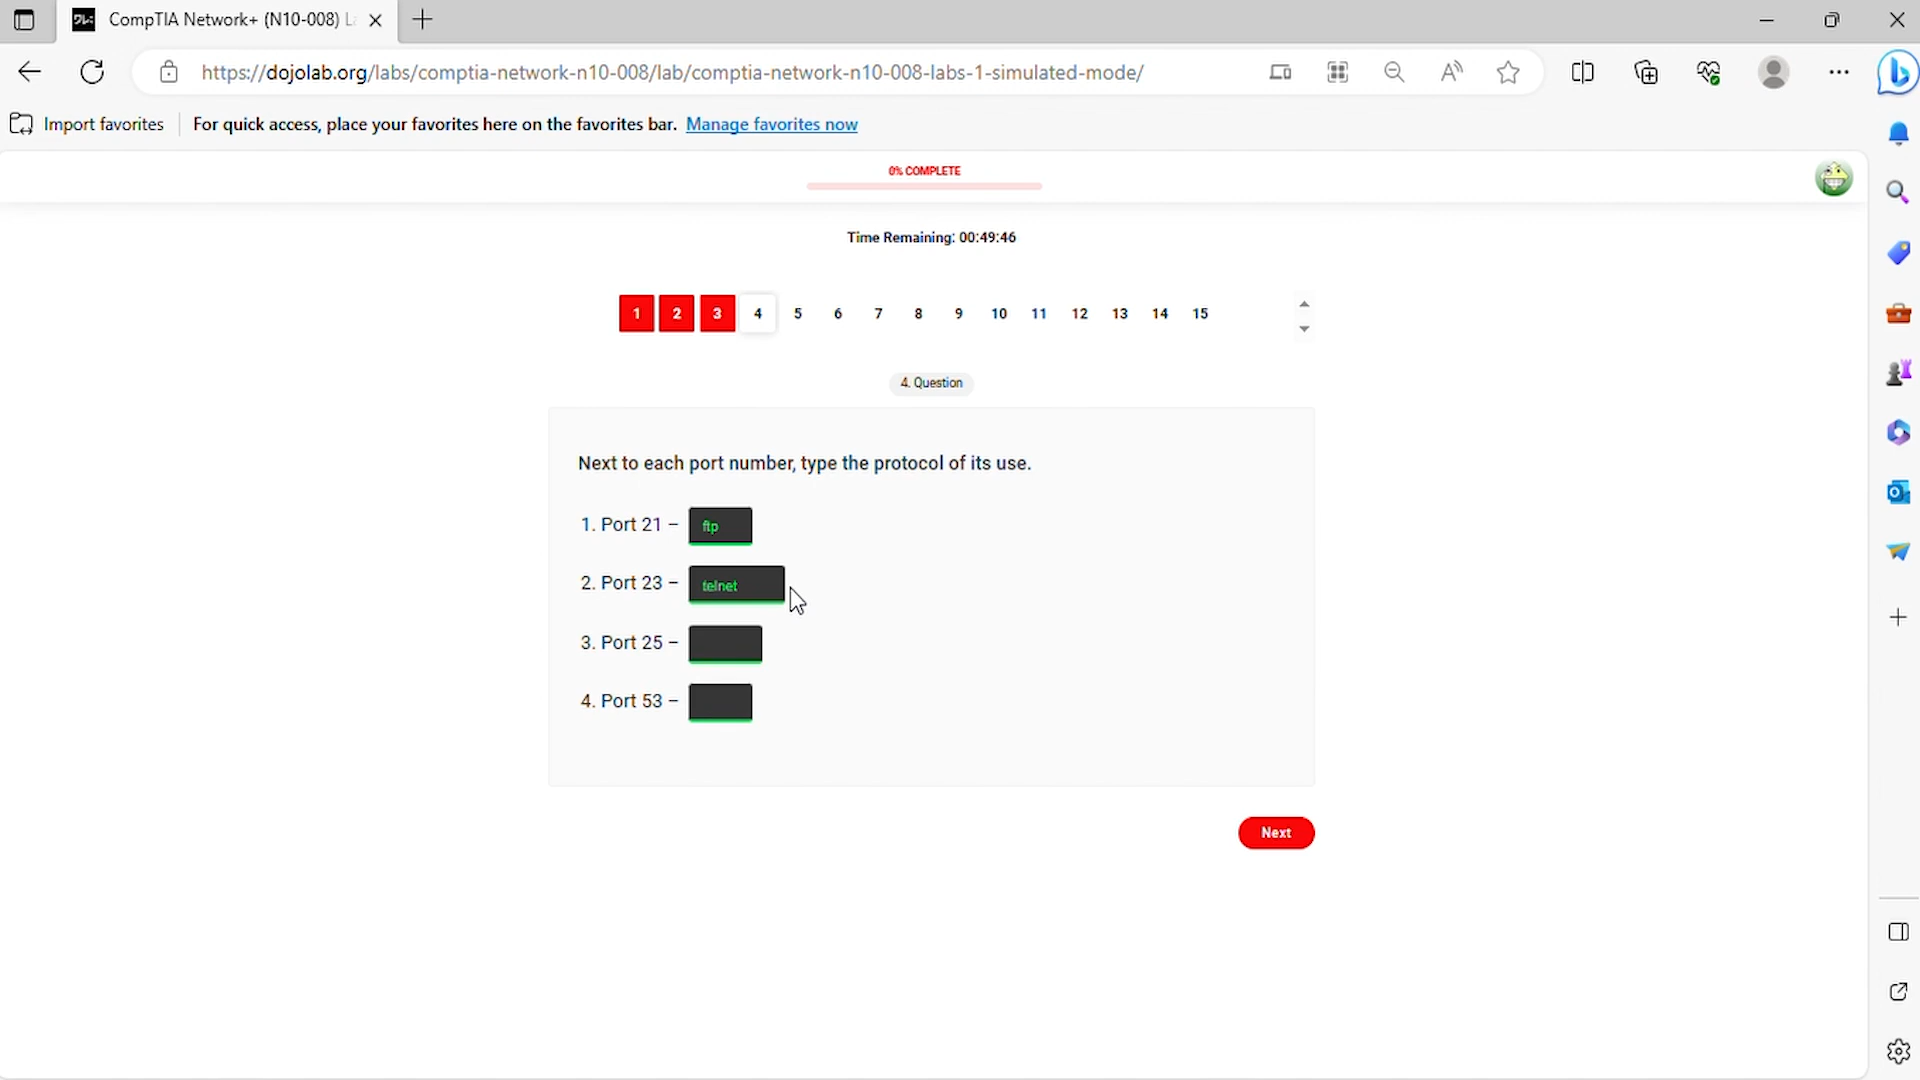 CompTIA Network+ (N10-008) L
https://dojolab.org/labs/comptia-network-n10-008/lab/comptia-network-n10-008-labs-1-simulated-mode/
Import favorites
For quick access, place your favorites here on the favorites bar. Manage favorites now
0% COMPLETE
Time Remaining: 00:49:46
1 2 3 4 5 6 7 8 9 10 11 12 13 14 15
4. Question
Next to each port number, type the protocol of its use.
1. Port 21 – ftp
2. Port 23 – telnet
3. Port 25 –
4. Port 53 –
Next